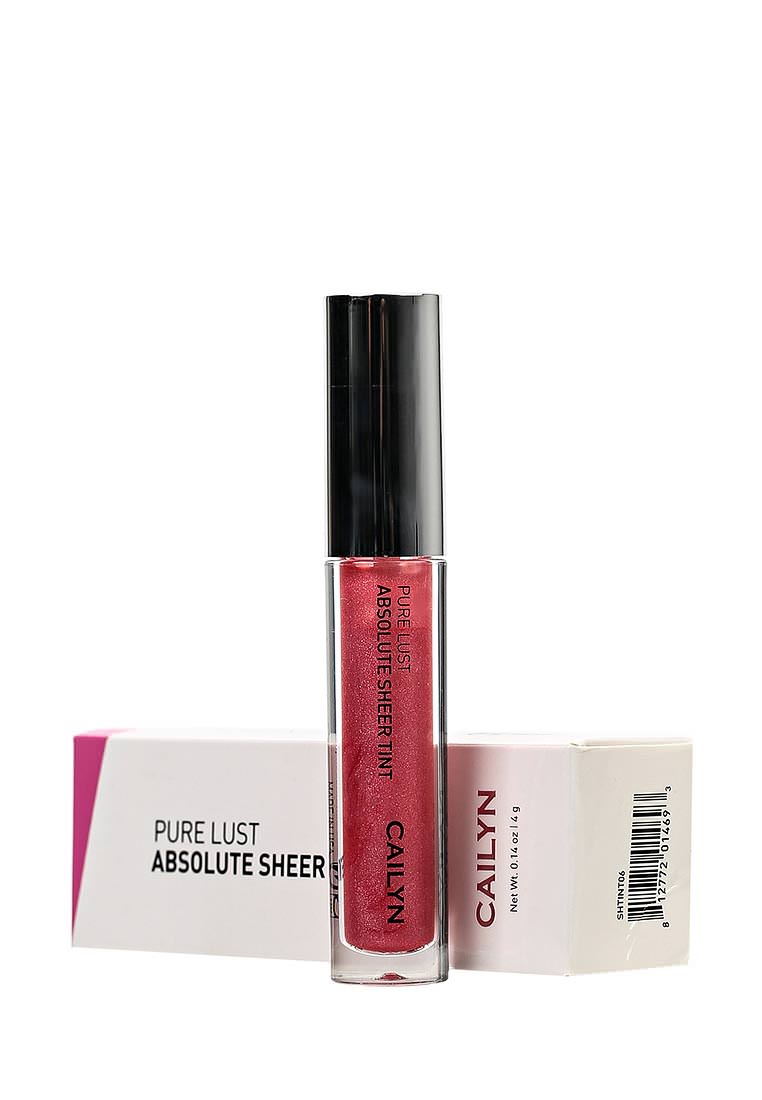 PURE LUST
ABSOLUTE SHEER TINT
CAILYN
PURE LUST
ABSOLUTE SHEER
CAILYN
Net Wt. 0.14 oz | 4 g
SHTINT06
8 12772 01469 3